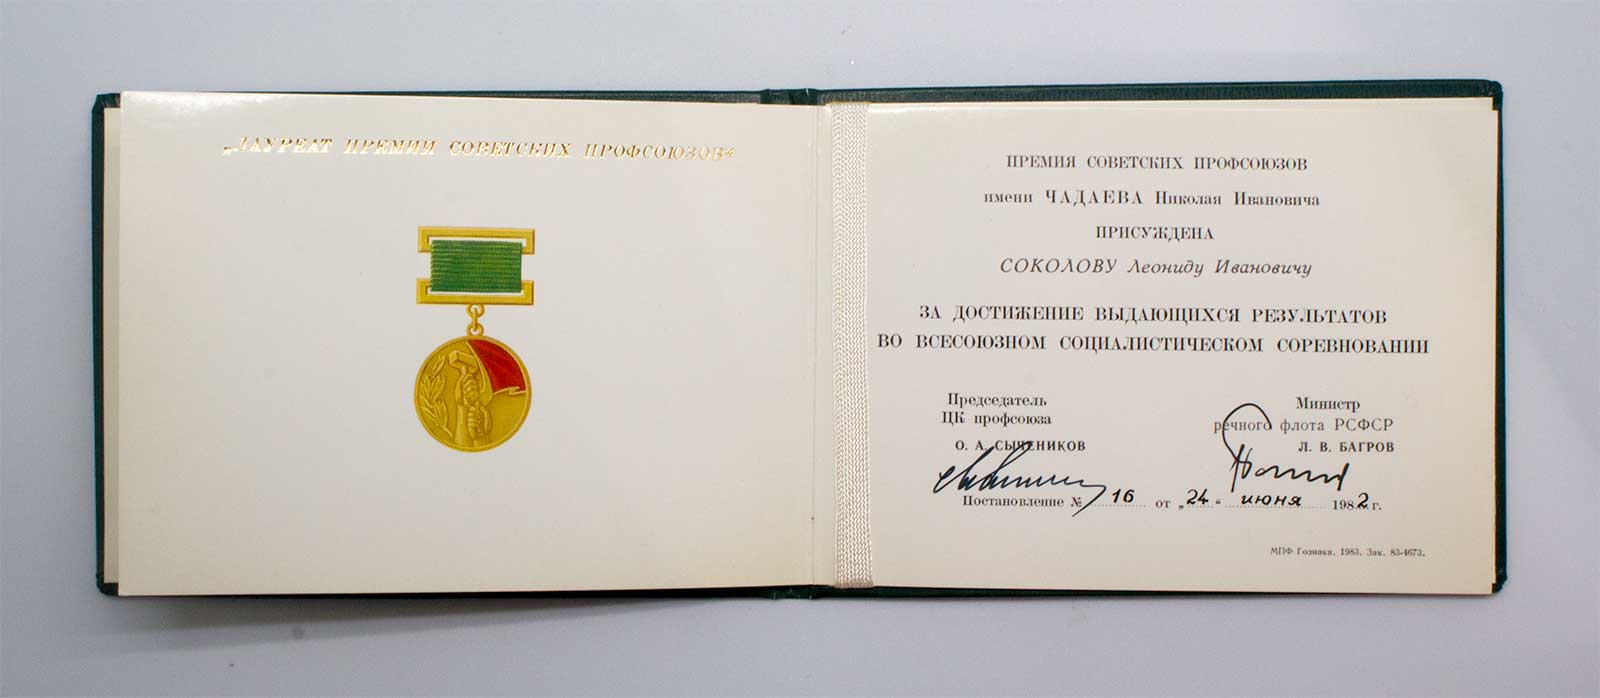 „ЛАУРЕАТ ПРЕМИИ СОВЕТСКИХ ПРОФСОЮЗОВ“
ПРЕМИЯ СОВЕТСКИХ ПРОФСОЮЗОВ
имени ЧАДАЕВА Николая Ивановича
ПРИСУЖДЕНА
СОКОЛОВУ Леониду Ивановичу
ЗА ДОСТИЖЕНИЕ ВЫДАЮЩИХСЯ РЕЗУЛЬТАТОВ
ВО ВСЕСОЮЗНОМ СОЦИАЛИСТИЧЕСКОМ СОРЕВНОВАНИИ
Председатель
ЦК профсоюза
О. А. СЫЧЕНИКОВ
Министр
речного флота РСФСР
Л. В. БАГРОВ
Постановление № 16 от „24“ июня 1982 г.
МПФ Гознака. 1983. Зак. 83-4673.